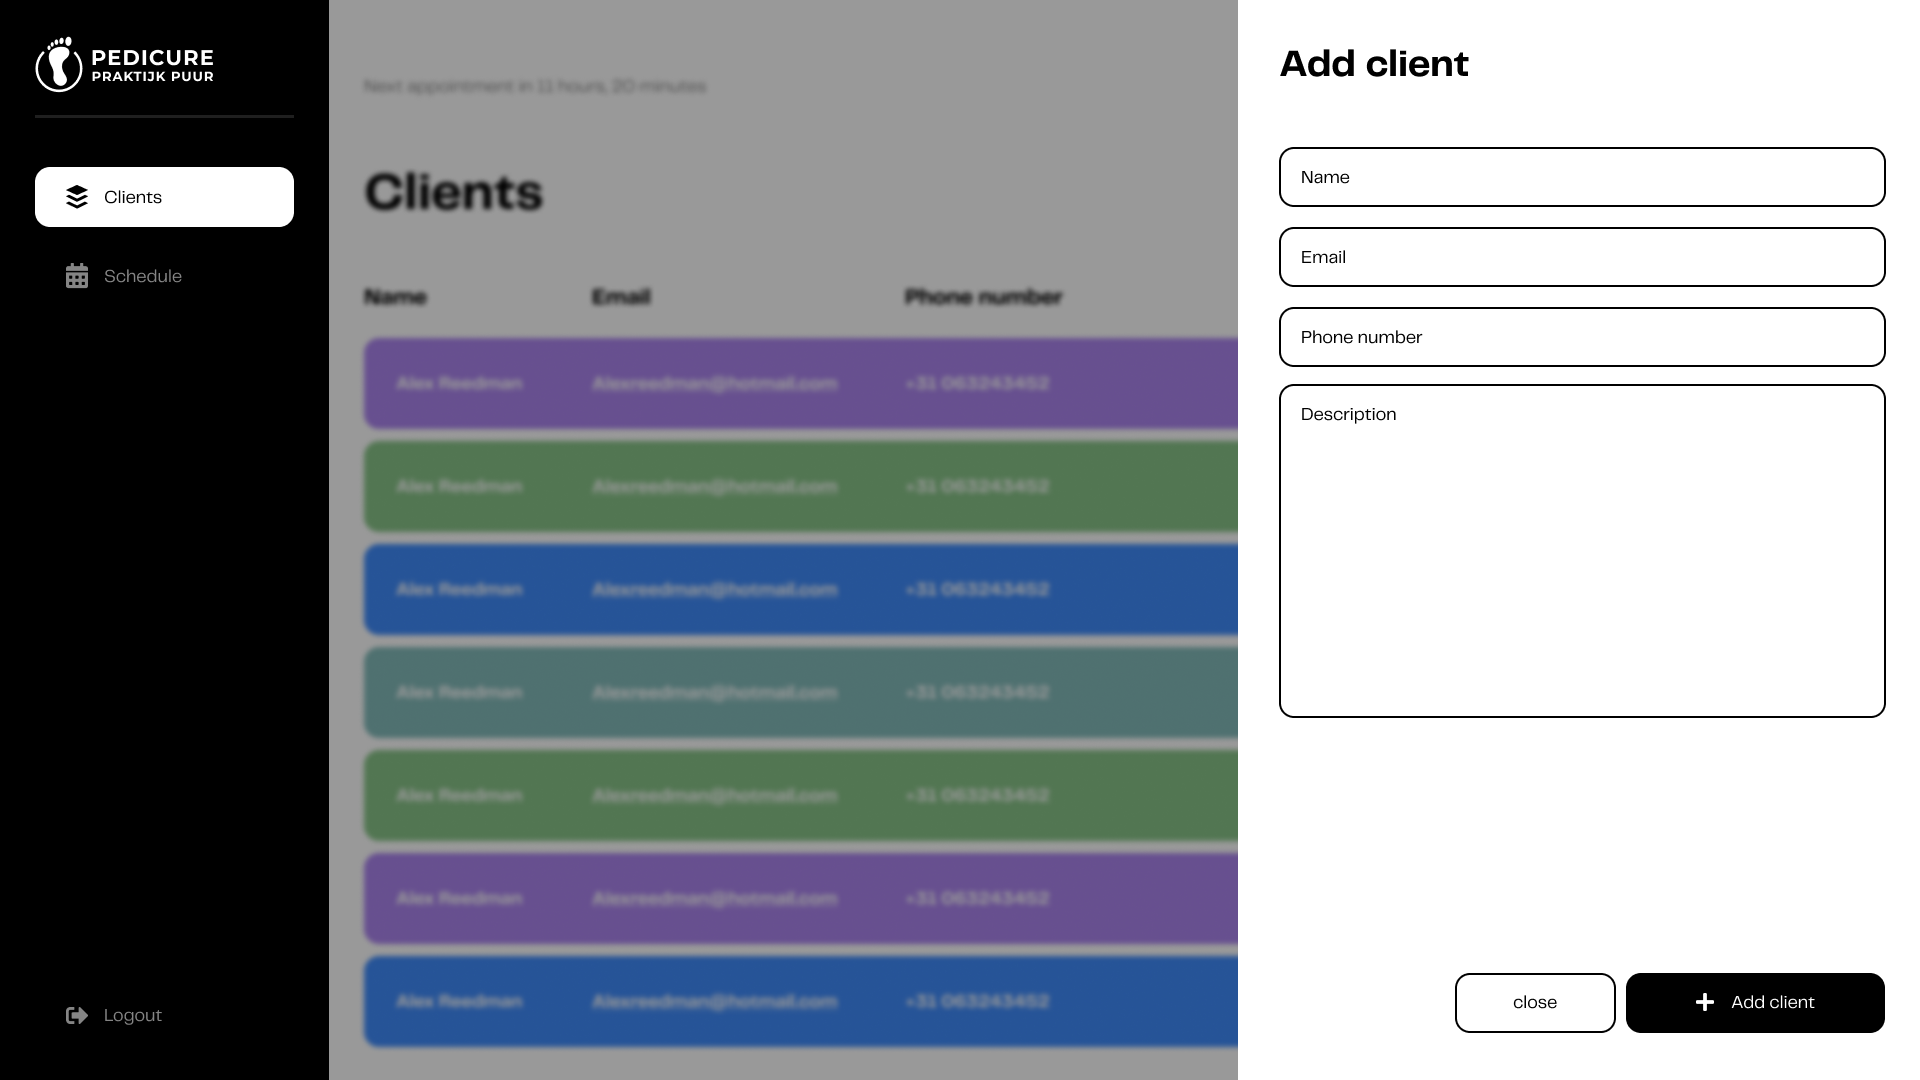 PEDICURE
PRAKTIJK PUUR
Clients
Schedule
Logout
Next appointment in 11 hours, 20 minutes
Clients
Name Email Phone number
Alex Reedman Alexreedman@hotmail.com +31 063243452
Alex Reedman Alexreedman@hotmail.com +31 063243452
Alex Reedman Alexreedman@hotmail.com +31 063243452
Alex Reedman Alexreedman@hotmail.com +31 063243452
Alex Reedman Alexreedman@hotmail.com +31 063243452
Alex Reedman Alexreedman@hotmail.com +31 063243452
Alex Reedman Alexreedman@hotmail.com +31 063243452
Add client
Name
Email
Phone number
Description
close
Add client